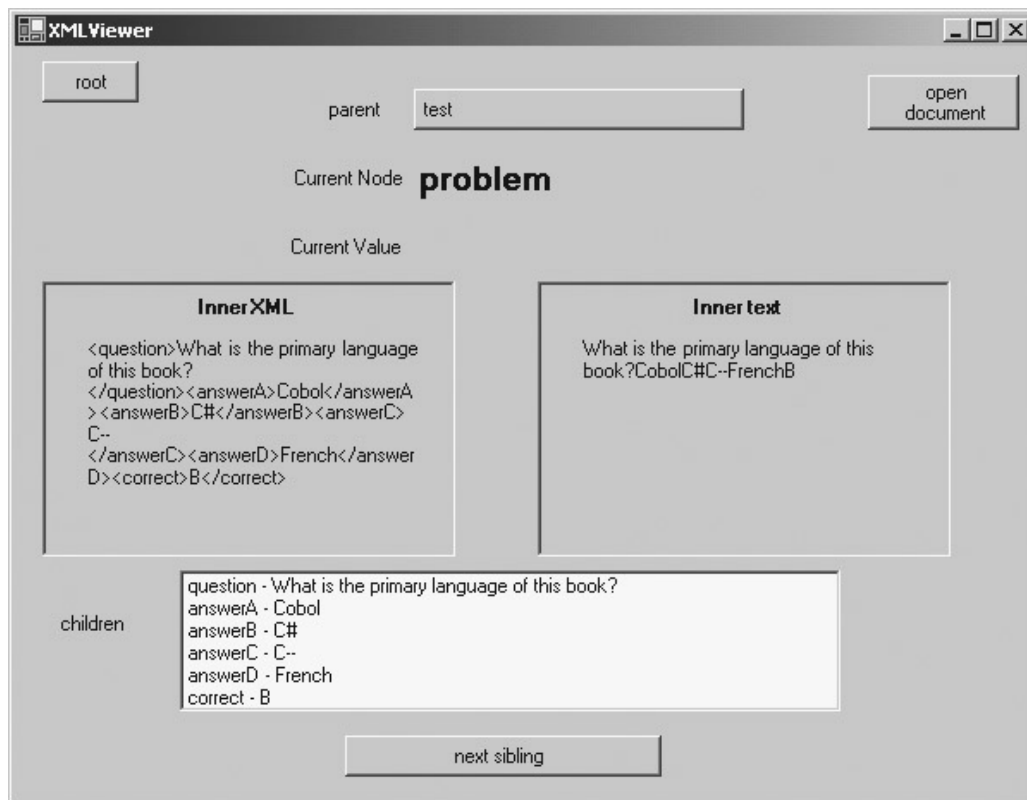 XMLViewer
root
parent
test
open
document
Current Node
problem
Current Value
InnerXML
<question>What is the primary language
of this book?
</question><answerA>Cobol</answerA
><answerB>C#</answerB><answerC>
C--
</answerC><answerD>French</answer
D><correct>B</correct>
Inner text
What is the primary language of this
book?CobolC#C--FrenchB
children
question - What is the primary language of this book?
answerA - Cobol
answerB - C#
answerC - C--
answerD - French
correct - B
next sibling